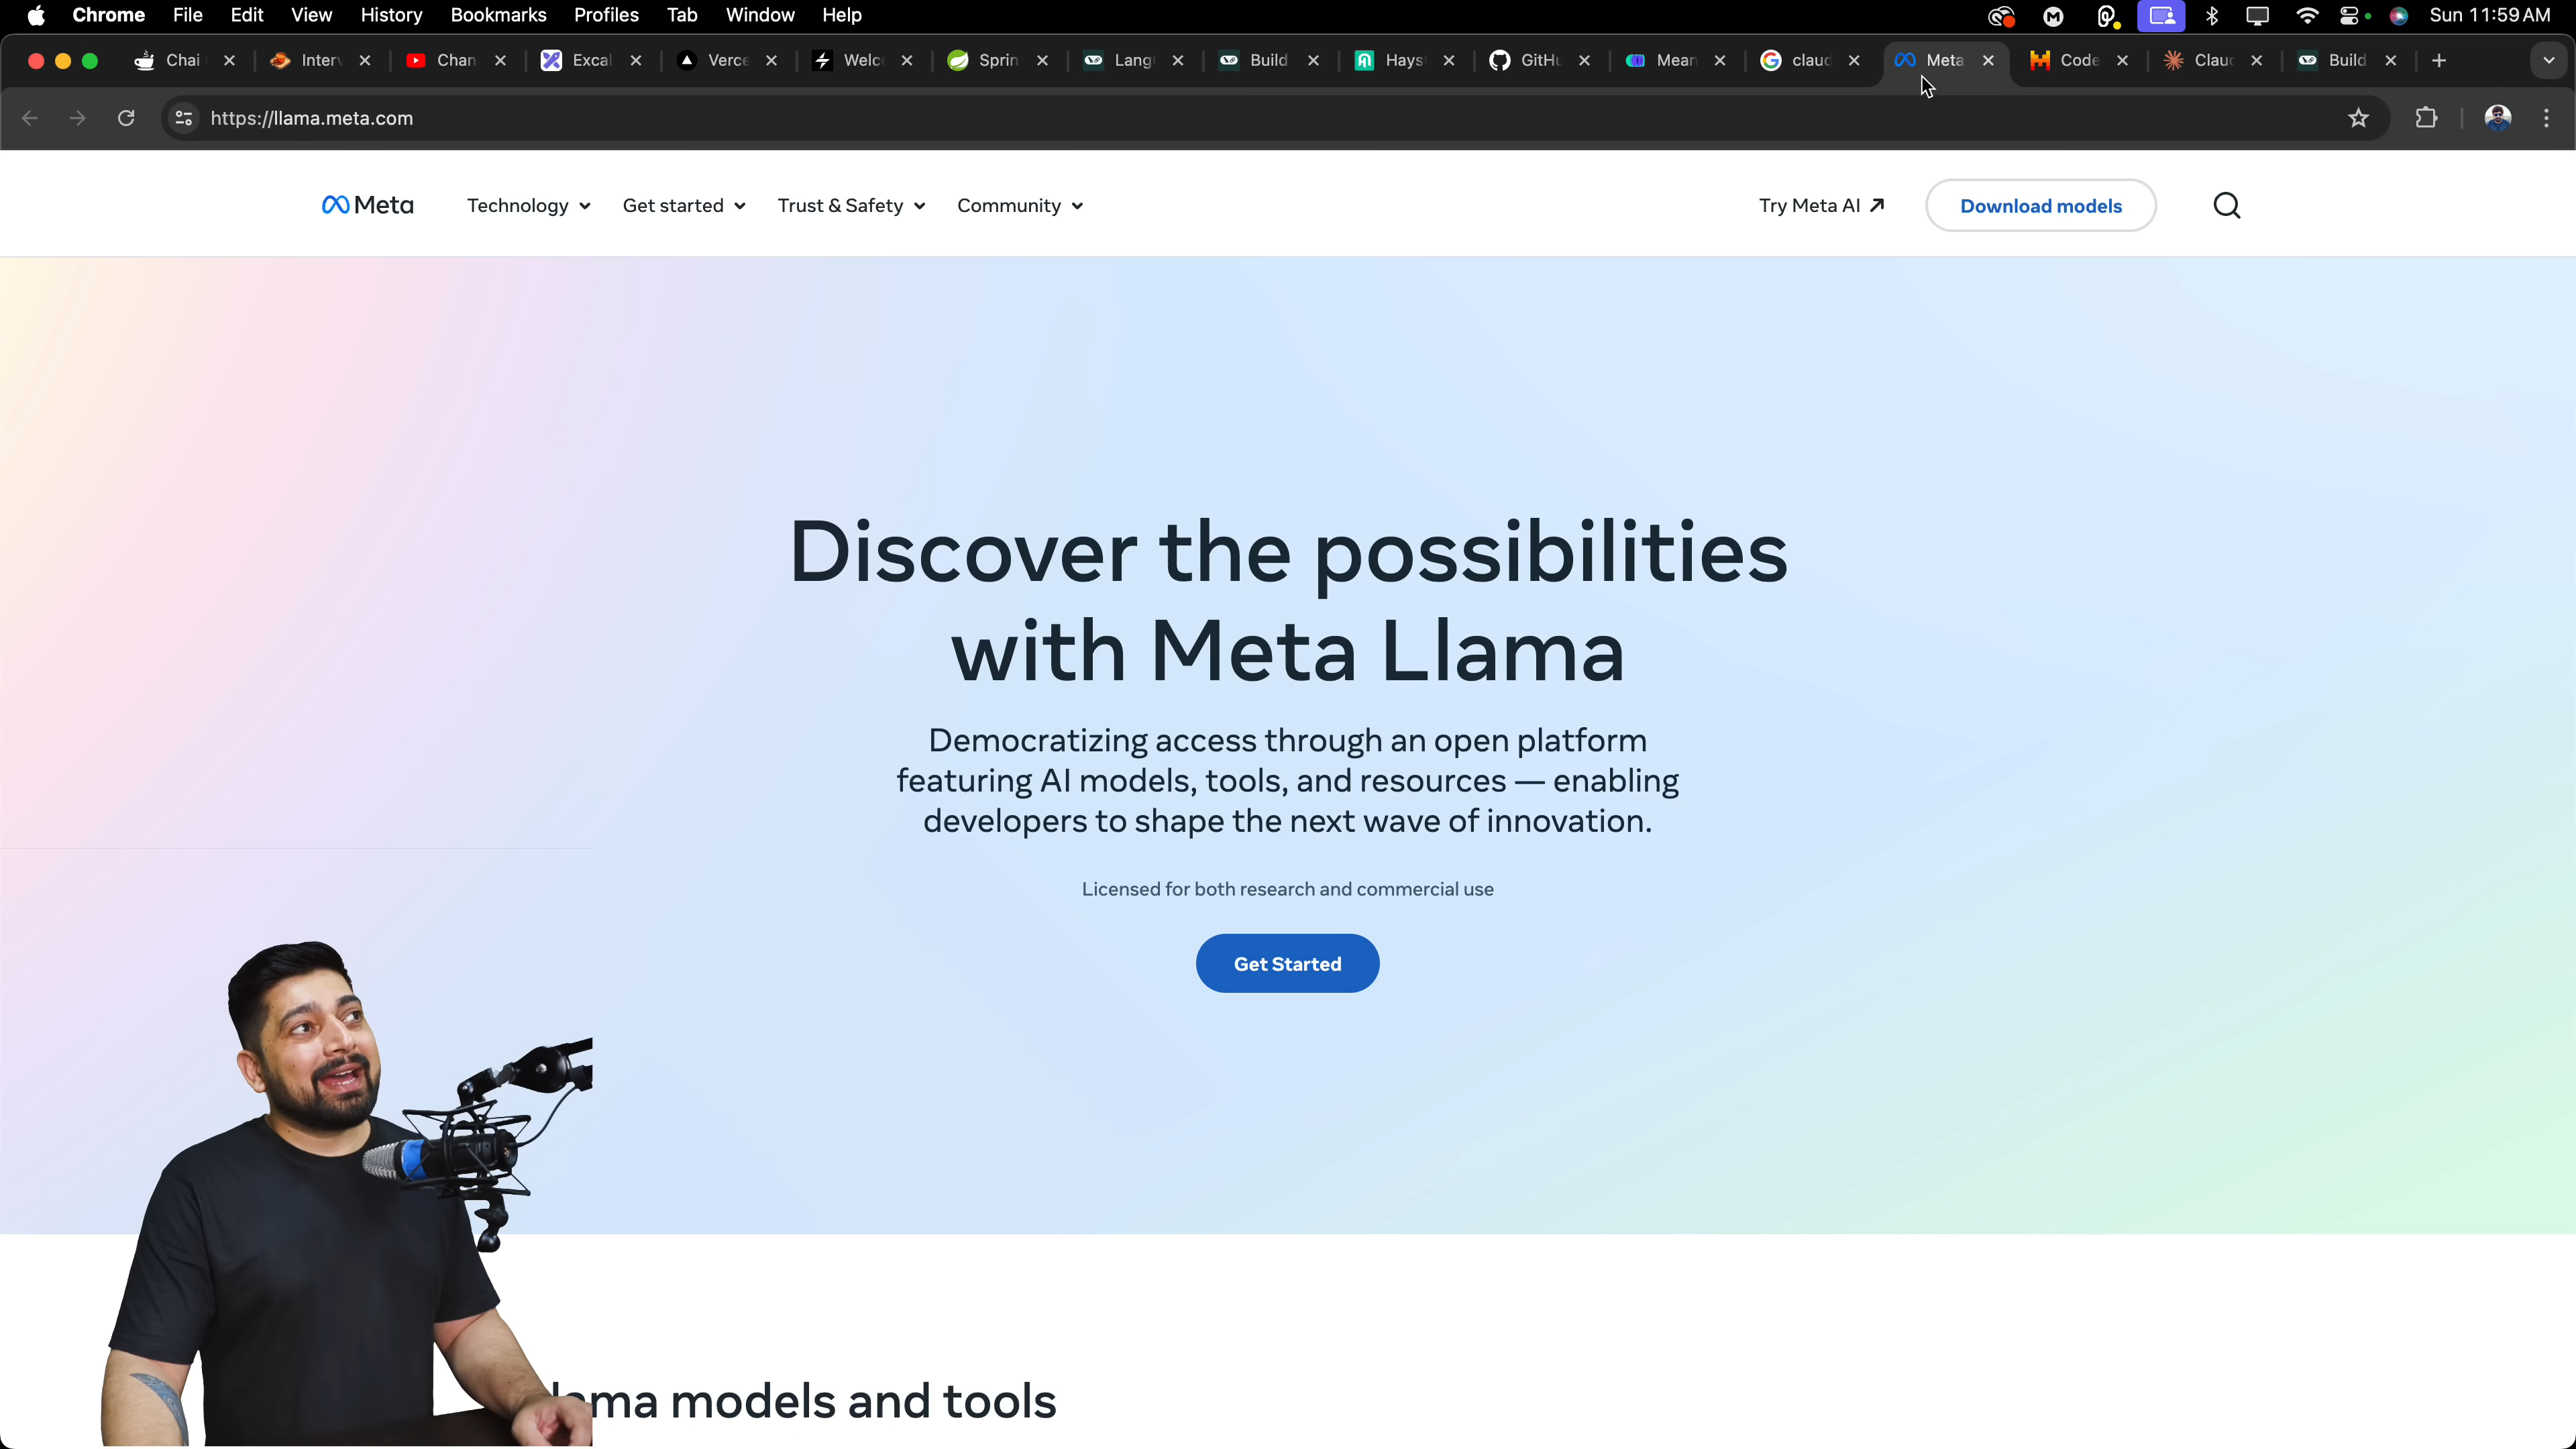 Chrome File Edit View History Bookmarks Profiles Tab Window Help Sun 11:59 AM
Chai Interv Chan Excal Verce Welc Sprin Lang Build Hays GitHu Mean claud Meta Code Clau Build
https://llama.meta.com
Meta Technology Get started Trust & Safety Community Try Meta AI Download models
Discover the possibilities
with Meta Llama
Democratizing access through an open platform
featuring AI models, tools, and resources — enabling
developers to shape the next wave of innovation.
Licensed for both research and commercial use
Get Started
models and tools